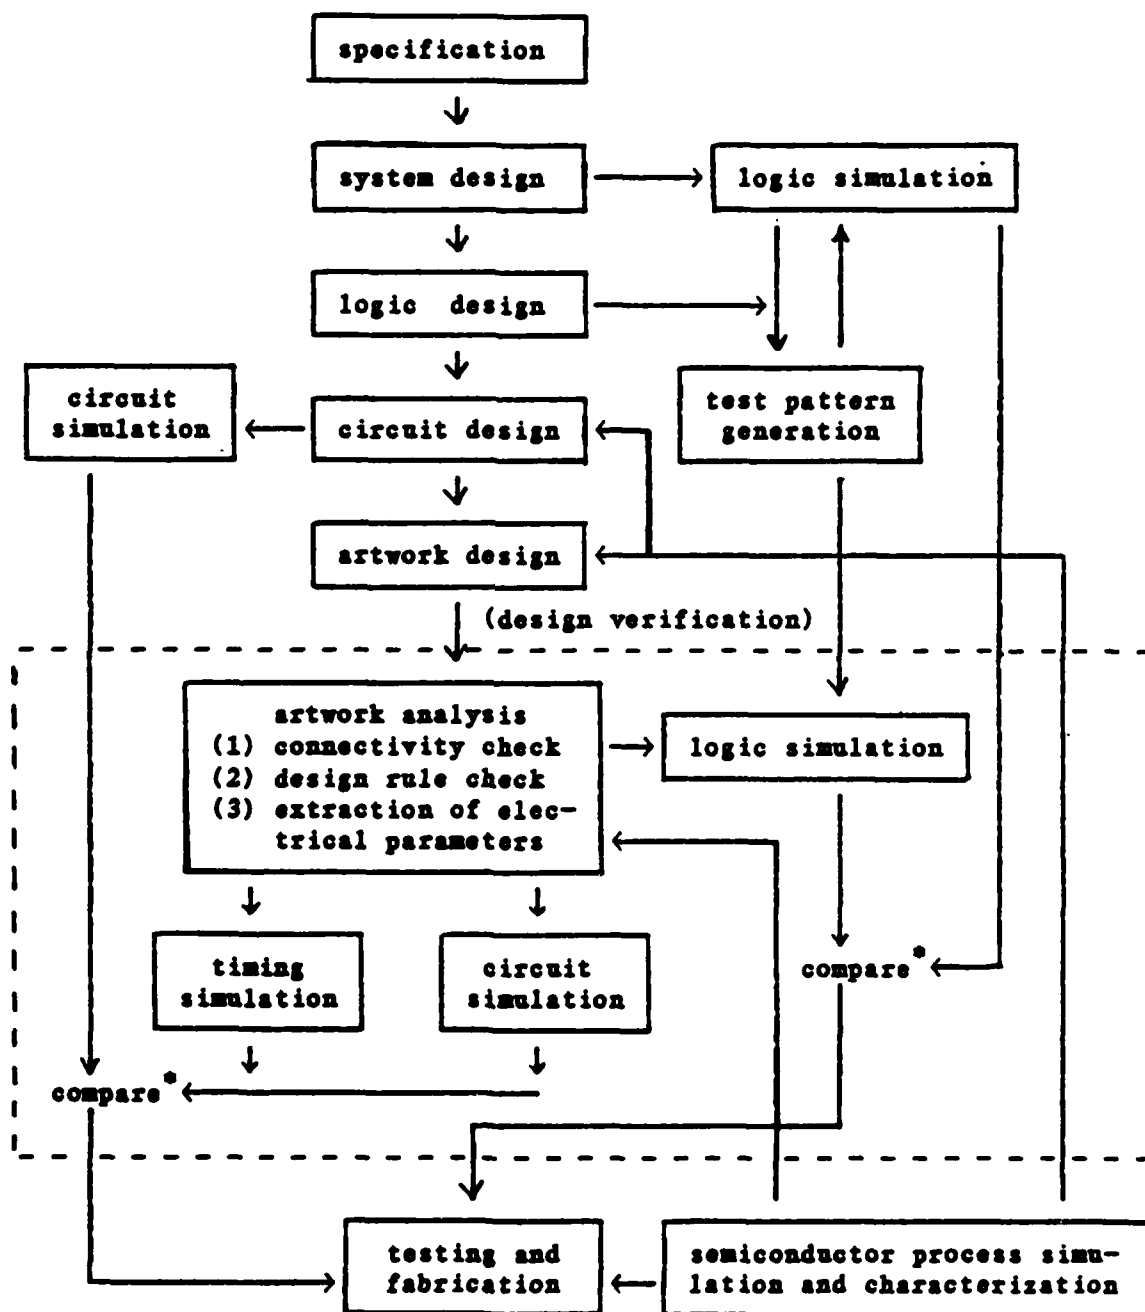 specification
system design
logic simulation
logic design
circuit
simulation
circuit design
test pattern
generation
artwork design
(design verification)
artwork analysis
(1) connectivity check
(2) design rule check
(3) extraction of elec-
trical parameters
logic simulation
timing
simulation
circuit
simulation
compare*
compare*
testing and
fabrication
semiconductor process simu-
lation and characterization